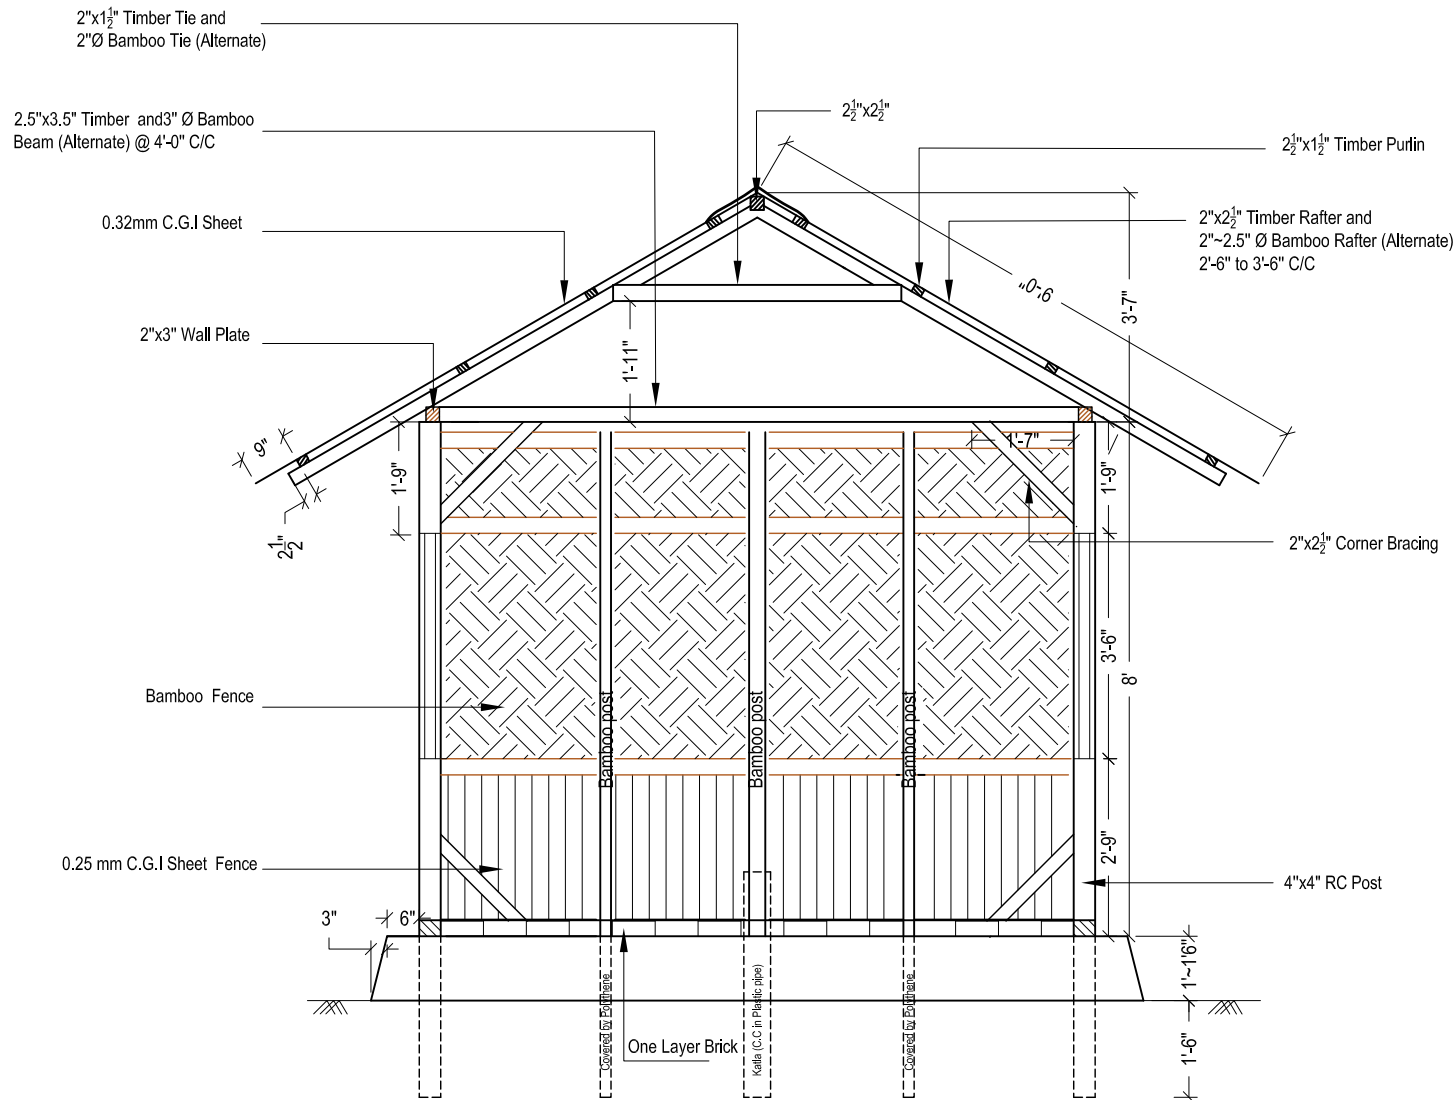 2"x1½" Timber Tie and
2"Ø Bamboo Tie (Alternate)
2½"x2½"
2.5"x3.5" Timber and3" Ø Bamboo
Beam (Alternate) @ 4'-0" C/C
2½"x1½" Timber Purlin
0.32mm C.G.I Sheet
2"x2½" Timber Rafter and
2"~2.5" Ø Bamboo Rafter (Alternate)
2'-6" to 3'-6" C/C
9'-0"
3'-7"
2"x3" Wall Plate
1'-11"
9"
2½"
1'-9"
1'-7"
1'-9"
2"x2½" Corner Bracing
3'-6"
8'
Bamboo Fence
Bamboo post
Bamboo post
Bamboo post
0.25 mm C.G.I Sheet Fence
2'-9"
4"x4" RC Post
3"
6"
1'~1'6"
Covered by Polythene
Katla (C.C in Plastic pipe)
Covered by Polythene
One Layer Brick
1'-6"